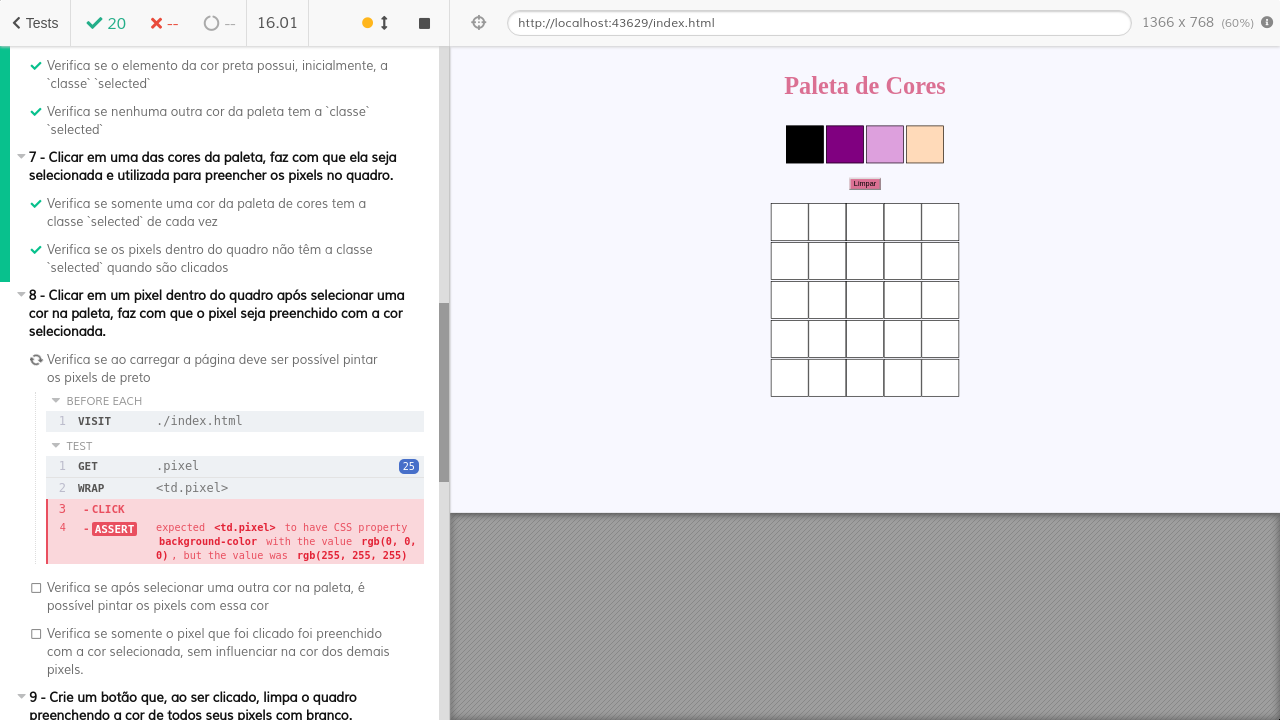 Tests 20 -- -- 16.01
http://localhost:43629/index.html 1366 x 768 (60%)
Verifica se o elemento da cor preta possui, inicialmente, a
`classe` `selected`
Verifica se nenhuma outra cor da paleta tem a `classe`
`selected`
7 - Clicar em uma das cores da paleta, faz com que ela seja
selecionada e utilizada para preencher os pixels no quadro.
Verifica se somente uma cor da paleta de cores tem a
classe `selected` de cada vez
Verifica se os pixels dentro do quadro não têm a classe
`selected` quando são clicados
8 - Clicar em um pixel dentro do quadro após selecionar uma
cor na paleta, faz com que o pixel seja preenchido com a cor
selecionada.
Verifica se ao carregar a página deve ser possível pintar
os pixels de preto
BEFORE EACH
1 VISIT ./index.html
TEST
1 GET .pixel 25
2 WRAP <td.pixel>
3 -CLICK
4 -ASSERT expected <td.pixel> to have CSS property
background-color with the value rgb(0, 0,
0), but the value was rgb(255, 255, 255)
Verifica se após selecionar uma outra cor na paleta, é
possível pintar os pixels com essa cor
Verifica se somente o pixel que foi clicado foi preenchido
com a cor selecionada, sem influenciar na cor dos demais
pixels.
9 - Crie um botão que, ao ser clicado, limpa o quadro
preenchendo a cor de todos seus pixels com branco.
Paleta de Cores
Limpar